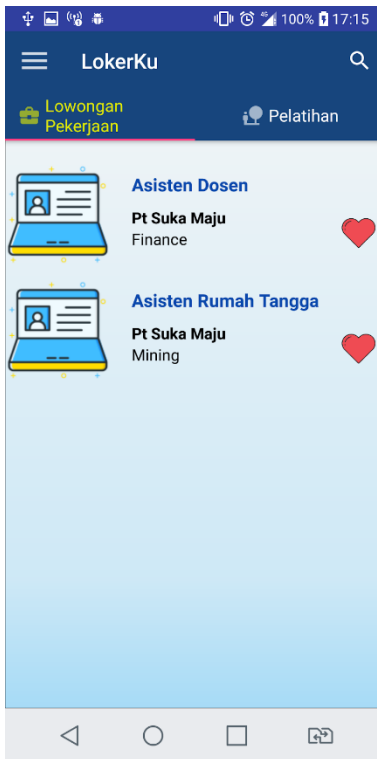 100% 17:15
LokerKu
Lowongan
Pekerjaan
Pelatihan
Asisten Dosen
Pt Suka Maju
Finance
Asisten Rumah Tangga
Pt Suka Maju
Mining